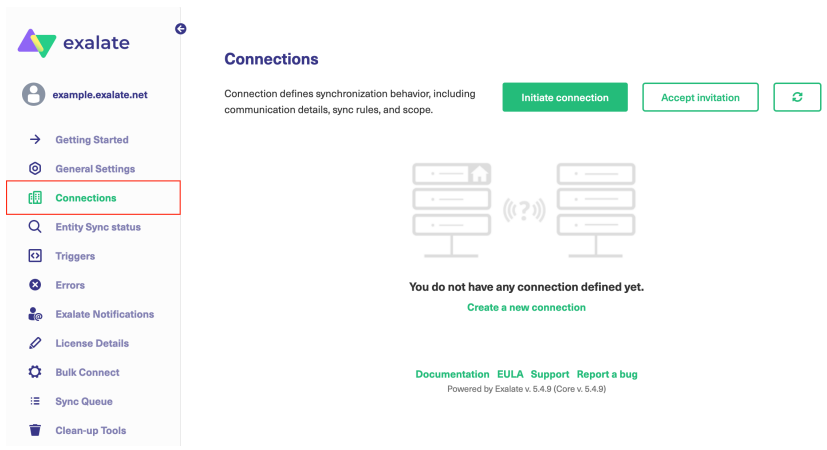 exalate
example.exalate.net
Getting Started
General Settings
Connections
Entity Sync status
Triggers
Errors
Exalate Notifications
License Details
Bulk Connect
Sync Queue
Clean-up Tools
Connections
Connection defines synchronization behavior, including
communication details, sync rules, and scope.
Initiate connection
Accept invitation
You do not have any connection defined yet.
Create a new connection
Documentation EULA Support Report a bug
Powered by Exalate v. 5.4.9 (Core v. 5.4.9)